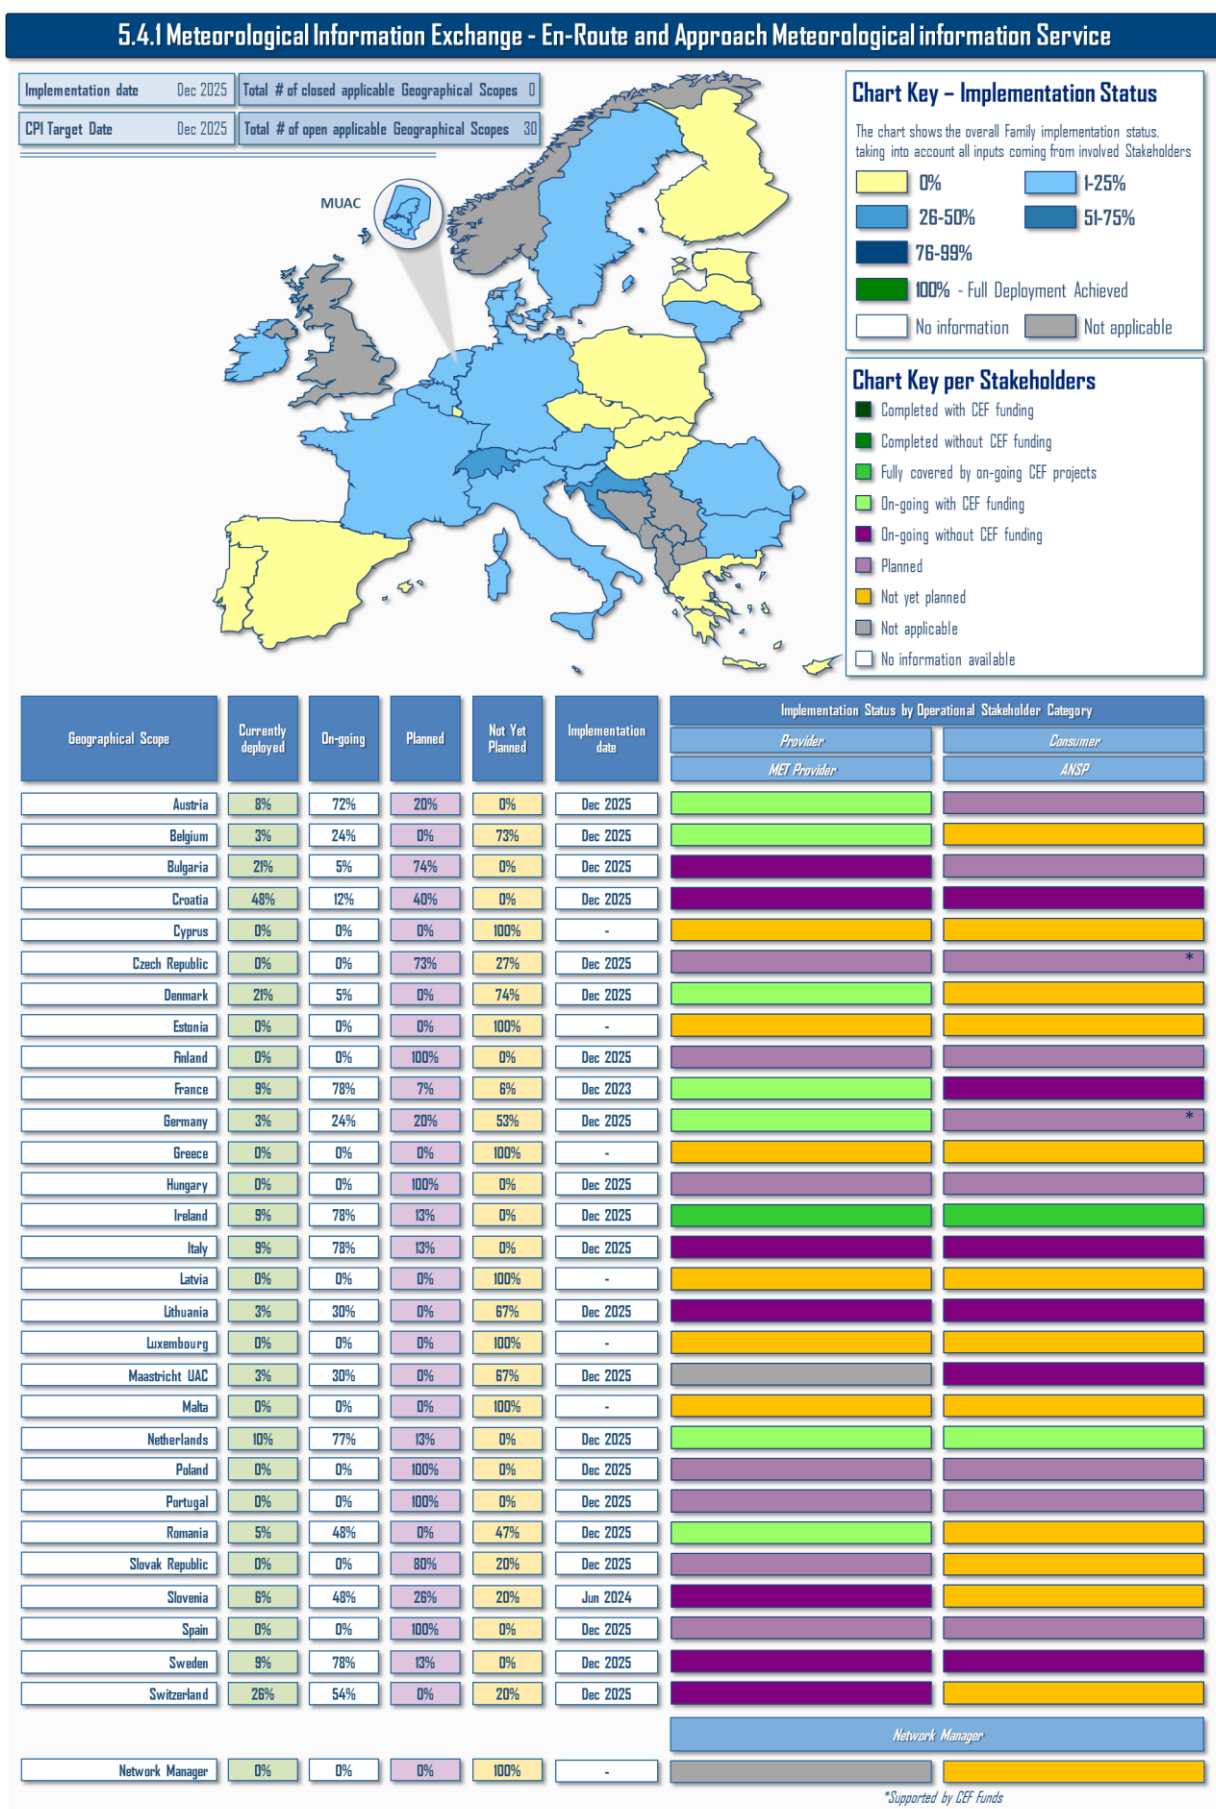 5.4.1 Meteorological Information Exchange - En-Route and Approach Meteorological information Service
Implementation date Dec 2025 Total # of closed applicable Geographical Scopes 0
CPI Target Date Dec 2025 Total # of open applicable Geographical Scopes 30
MUAC
Chart Key – Implementation Status
The chart shows the overall Family implementation status,
taking into account all inputs coming from involved Stakeholders
0% 1-25%
26-50% 51-75%
76-99%
100% - Full Deployment Achieved
No information Not applicable
Chart Key per Stakeholders
Completed with CEF funding
Completed without CEF funding
Fully covered by on-going CEF projects
On-going with CEF funding
On-going without CEF funding
Planned
Not yet planned
Not applicable
No information available
Geographical Scope Currently deployed On-going Planned Not Yet Planned Implementation date Implementation Status by Operational Stakeholder Category
Provider Consumer
MET Provider ANSP
Austria 8% 72% 20% 0% Dec 2025
Belgium 3% 24% 0% 73% Dec 2025
Bulgaria 21% 5% 74% 0% Dec 2025
Croatia 48% 12% 40% 0% Dec 2025
Cyprus 0% 0% 0% 100% -
Czech Republic 0% 0% 73% 27% Dec 2025 *
Denmark 21% 5% 0% 74% Dec 2025
Estonia 0% 0% 0% 100% -
Finland 0% 0% 100% 0% Dec 2025
France 9% 78% 7% 6% Dec 2023
Germany 3% 24% 20% 53% Dec 2025 *
Greece 0% 0% 0% 100% -
Hungary 0% 0% 100% 0% Dec 2025
Ireland 9% 78% 13% 0% Dec 2025
Italy 9% 78% 13% 0% Dec 2025
Latvia 0% 0% 0% 100% -
Lithuania 3% 30% 0% 67% Dec 2025
Luxembourg 0% 0% 0% 100% -
Maastricht UAC 3% 30% 0% 67% Dec 2025
Malta 0% 0% 0% 100% -
Netherlands 10% 77% 13% 0% Dec 2025
Poland 0% 0% 100% 0% Dec 2025
Portugal 0% 0% 100% 0% Dec 2025
Romania 5% 48% 0% 47% Dec 2025
Slovak Republic 0% 0% 80% 20% Dec 2025
Slovenia 6% 48% 26% 20% Jun 2024
Spain 0% 0% 100% 0% Dec 2025
Sweden 9% 78% 13% 0% Dec 2025
Switzerland 26% 54% 0% 20% Dec 2025
Network Manager
Network Manager 0% 0% 0% 100% -
*Supported by CEF Funds